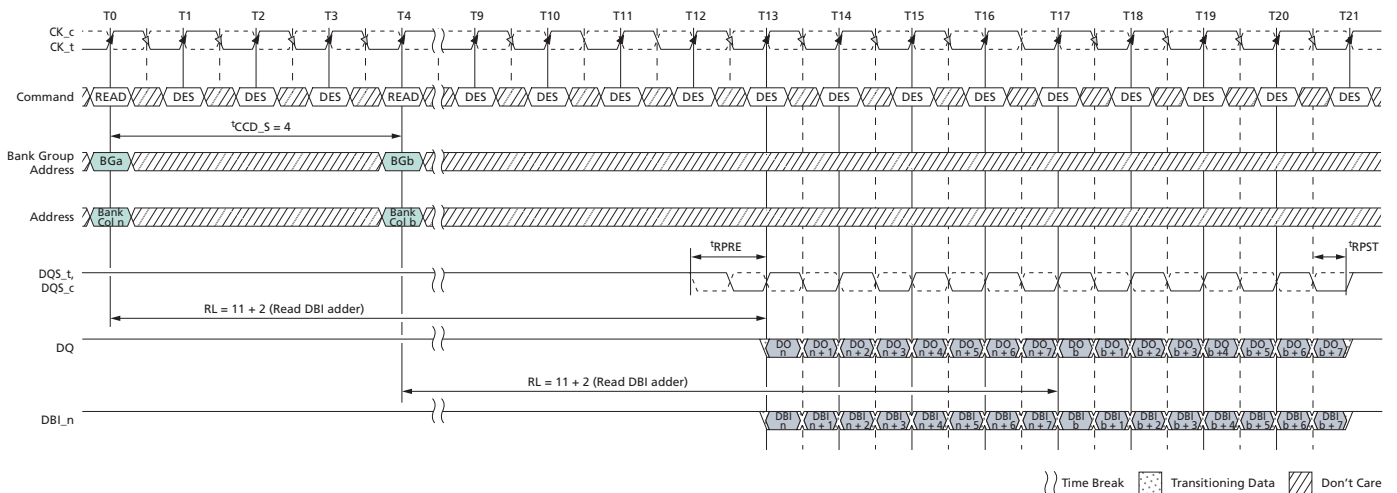 T0 T1 T2 T3 T4 T9 T10 T11 T12 T13 T14 T15 T16 T17 T18 T19 T20 T21
CK_c
CK_t
Command READ DES DES DES READ DES DES DES DES DES DES DES DES DES DES DES DES DES
tCCD_S = 4
Bank Group
Address BGa BGb
Address Bank
Col n Bank
Col b
tRPRE tRPST
DQS_t,
DQS_c
RL = 11 + 2 (Read DBI adder)
DQ DO
n DO
n + 1 DO
n + 2 DO
n + 3 DO
n + 4 DO
n + 5 DO
n + 6 DO
n + 7 DO
b DO
b + 1 DO
b + 2 DO
b + 3 DO
b + 4 DO
b + 5 DO
b + 6 DO
b + 7
RL = 11 + 2 (Read DBI adder)
DBI_n DBI
n DBI
n + 1 DBI
n + 2 DBI
n + 3 DBI
n + 4 DBI
n + 5 DBI
n + 6 DBI
n + 7 DBI
b DBI
b + 1 DBI
b + 2 DBI
b + 3 DBI
b + 4 DBI
b + 5 DBI
b + 6 DBI
b + 7
Time Break Transitioning Data Don't Care